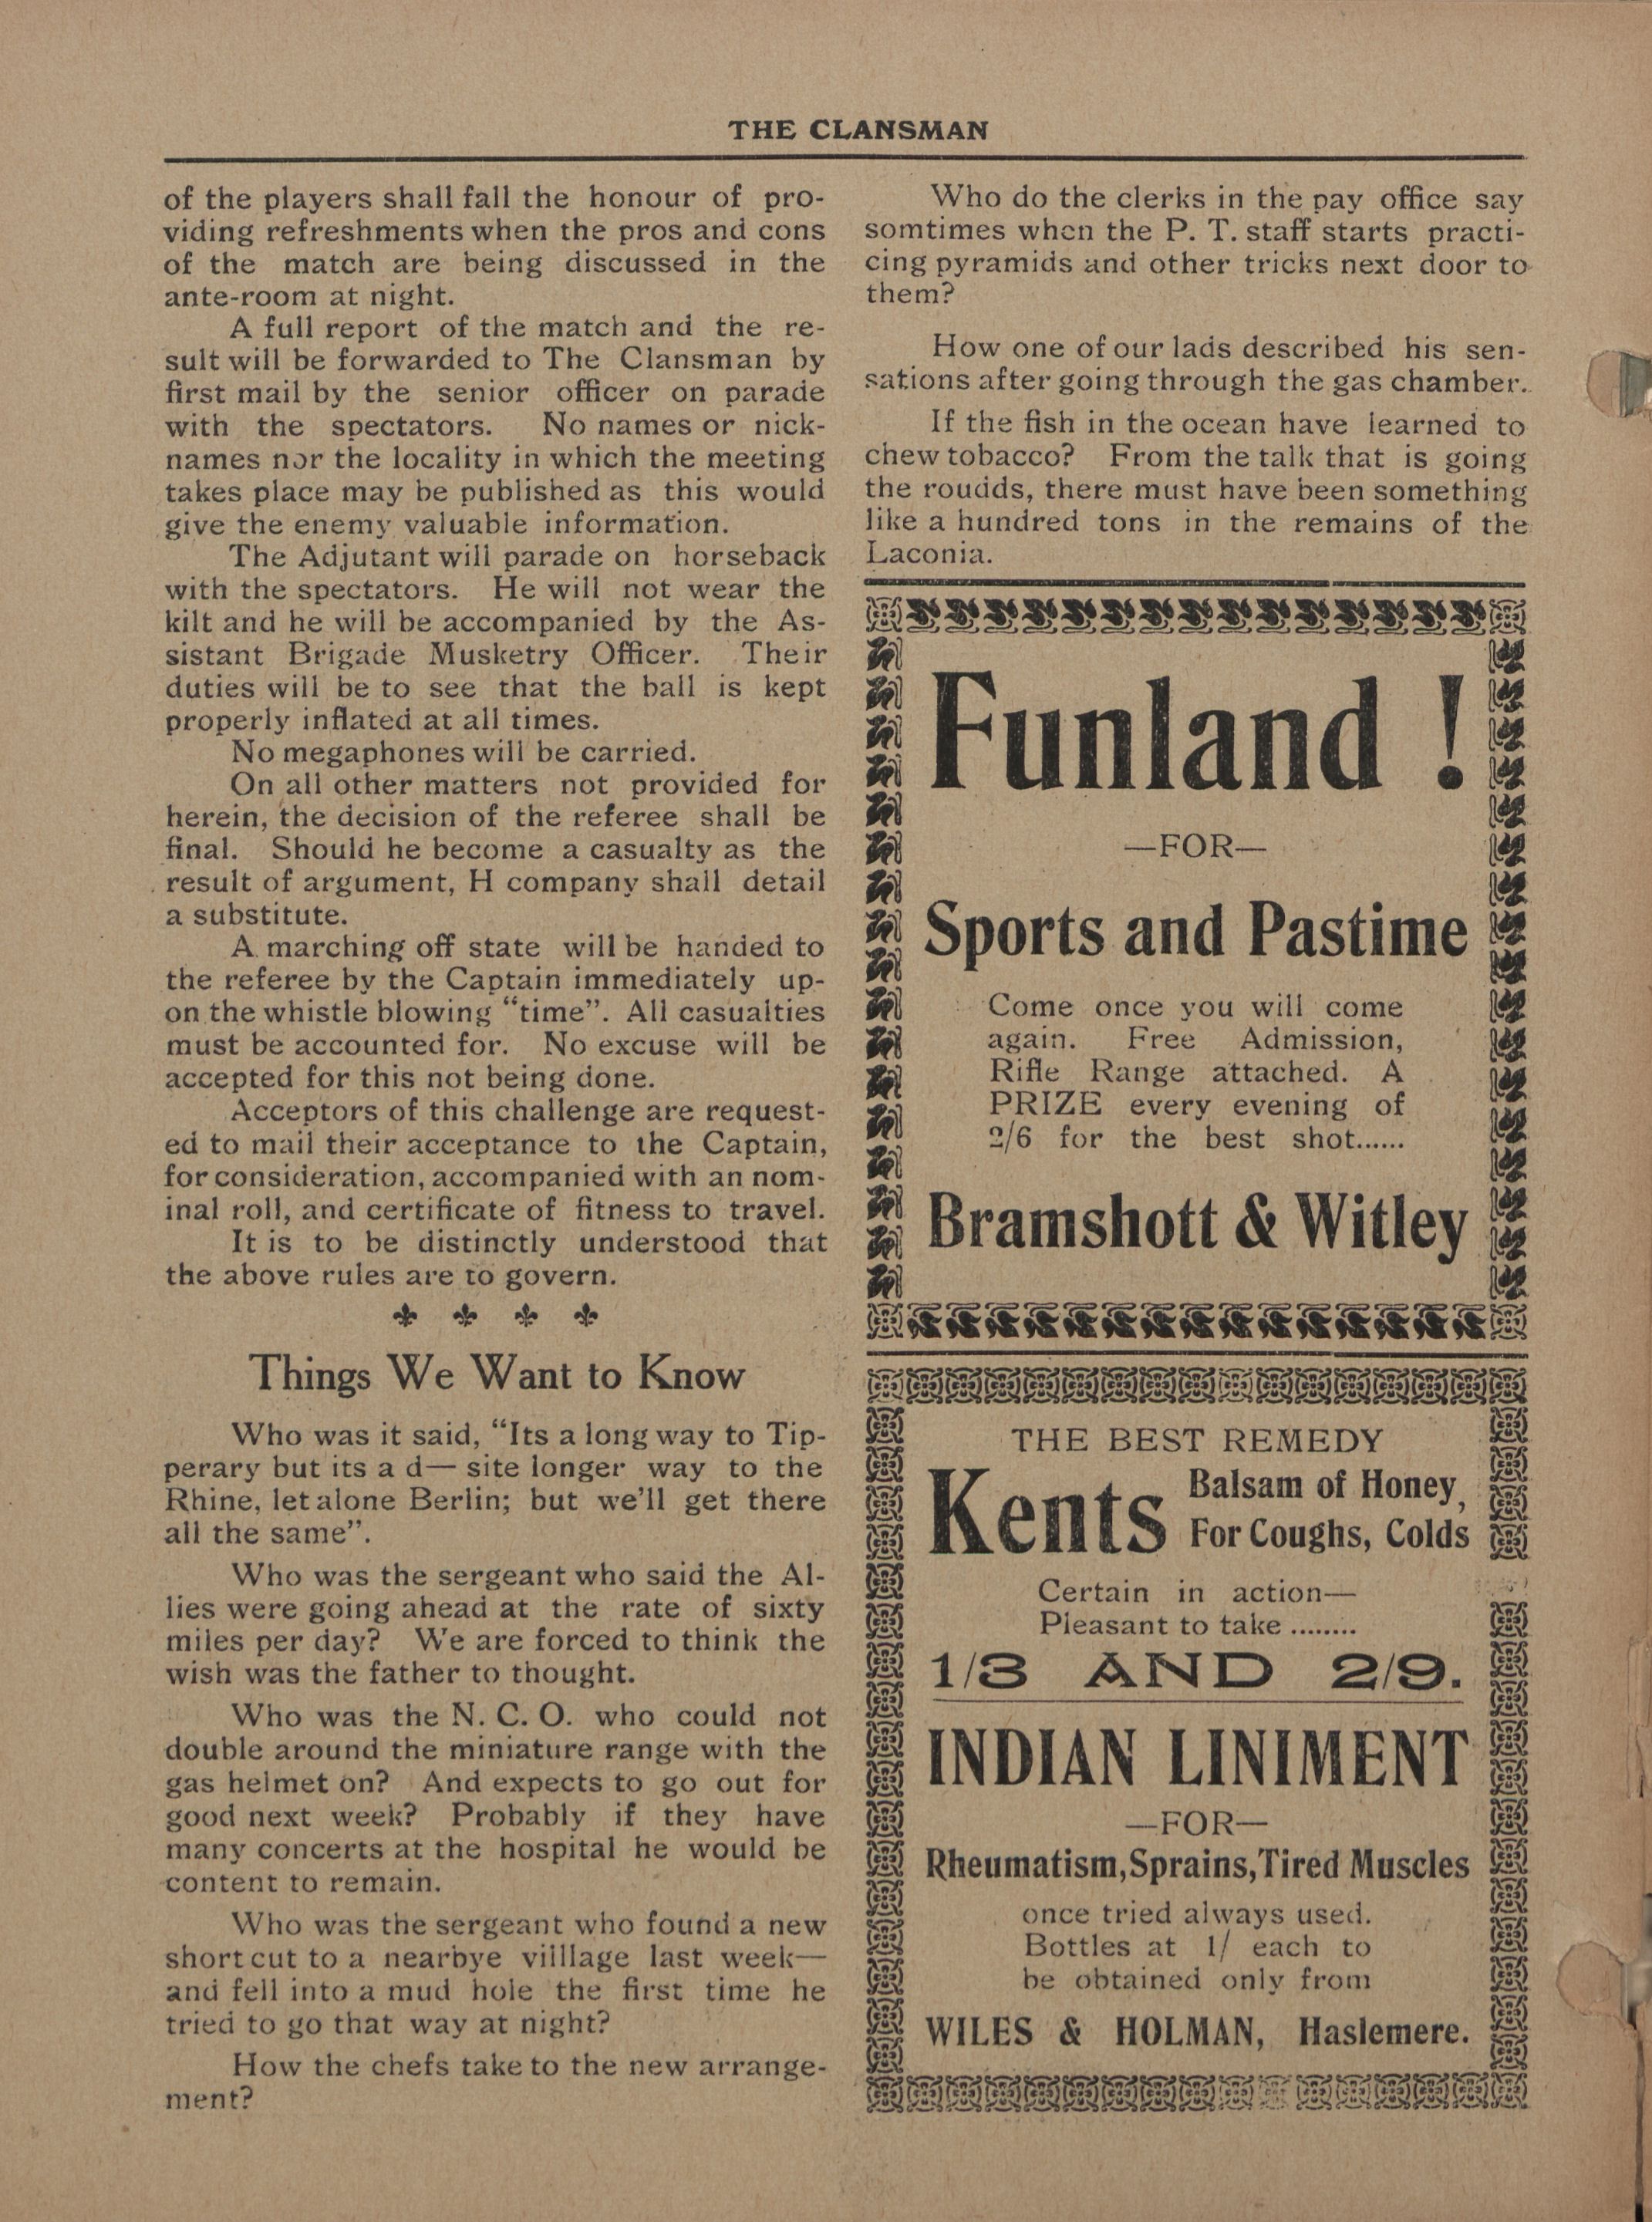 THE CLANSMAN
of the players shall fall the honour of pro-
viding refreshments when the pros and cons
of the match are being discussed in the
ante-room at night.
A full report of the match and the re-
sult will be forwarded to The Clansman by
first mail by the senior officer on parade
with the spectators. No names or nick-
names nor the locality in which the meeting
takes place may be published as this would
give the enemy valuable information.
The Adjutant will parade on horseback
with the spectators. He will not wear the
kilt and he will be accompanied by the As-
sistant Brigade Musketry Officer. Their
duties will be to see that the ball is kept
properly inflated at all times.
No megaphones will be carried.
On all other matters not provided for
herein, the decision of the referee shall be
final. Should he become a casualty as the
result of argument, H company shall detail
a substitute.
A marching off state will be handed to
the referee by the Captain immediately up-
on the whistle blowing “time”. All casualties
must be accounted for. No excuse will be
accepted for this not being done.
Acceptors of this challenge are request-
ed to mail their acceptance to the Captain,
for consideration, accompanied with an nom-
inal roll, and certificate of fitness to travel.
It is to be distinctly understood that
the above rules are to govern.
Things We Want to Know
Who was it said, “Its a long way to Tip-
perary but its a d— site longer way to the
Rhine, let alone Berlin; but we’ll get there
all the same”.
Who was the sergeant who said the Al-
lies were going ahead at the rate of sixty
miles per day? We are forced to think the
wish was the father to thought.
Who was the N. C. O. who could not
double around the miniature range with the
gas helmet on? And expects to go out for
good next week? Probably if they have
many concerts at the hospital he would be
content to remain.
Who was the sergeant who found a new
short cut to a nearbye viillage last week—
and fell into a mud hole the first time he
tried to go that way at night?
How the chefs take to the new arrange-
ment?
Who do the clerks in the pay office say
somtimes when the P. T. staff starts practi-
cing pyramids and other tricks next door to
them?
How one of our lads described his sen-
sations after going through the gas chamber.
If the fish in the ocean have learned to
chew tobacco? From the talk that is going
the roudds, there must have been something
like a hundred tons in the remains of the
Laconia.
Funland !
—FOR—
Sports and Pastime
Come once you will come
again. Free Admission,
Rifle Range attached. A
PRIZE every evening of
2/6 for the best shot......
Bramshott & Witley
THE BEST REMEDY
Kents Balsam of Honey,
For Coughs, Colds
Certain in action—
Pleasant to take ........
1/3 AND 2/9.
INDIAN LINIMENT
—FOR—
Rheumatism, Sprains, Tired Muscles
once tried always used.
Bottles at 1/ each to
be obtained only from
WILES & HOLMAN, Haslemere.